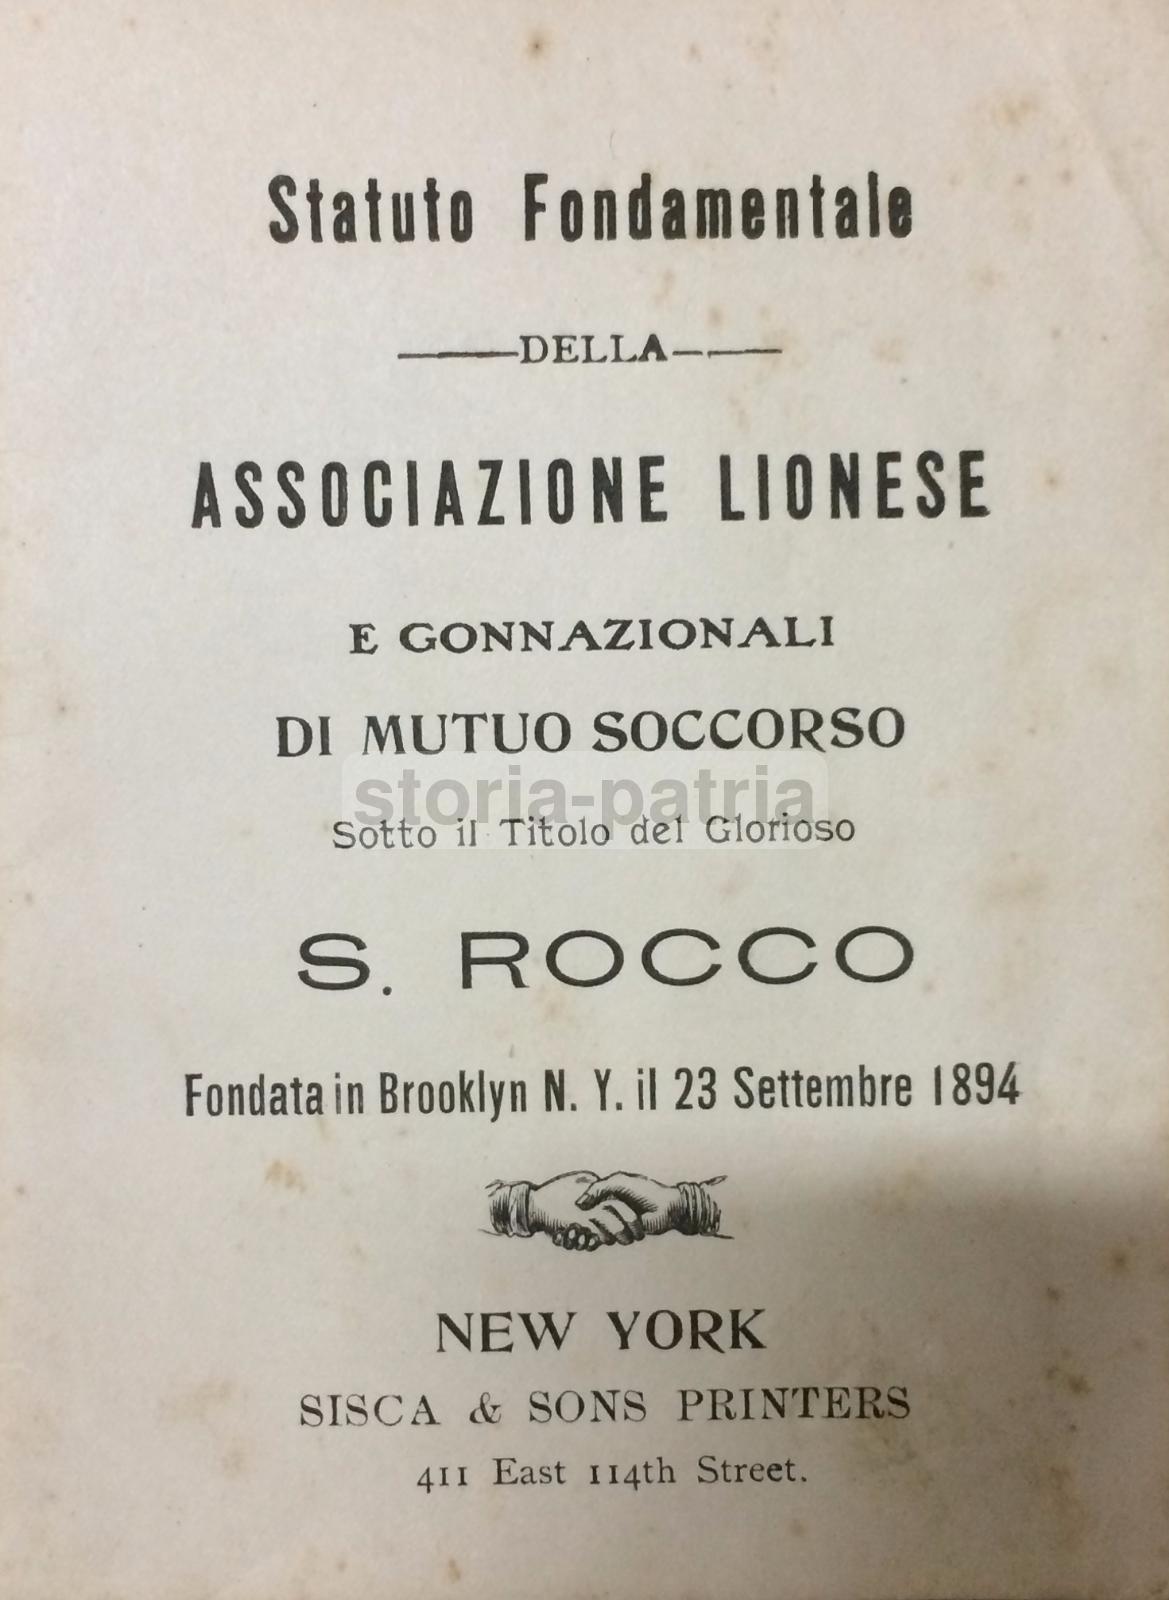 Statuto Fondamentale
DELLA
ASSOCIAZIONE LIONESE
E GONNAZIONALI
DI MUTUO SOCCORSO
storia-patria
Sotto il Titolo del Glorioso
S. ROCCO
Fondata in Brooklyn N. Y. il 23 Settembre 1894
NEW YORK
SISCA & SONS PRINTERS
411 East 114th Street.